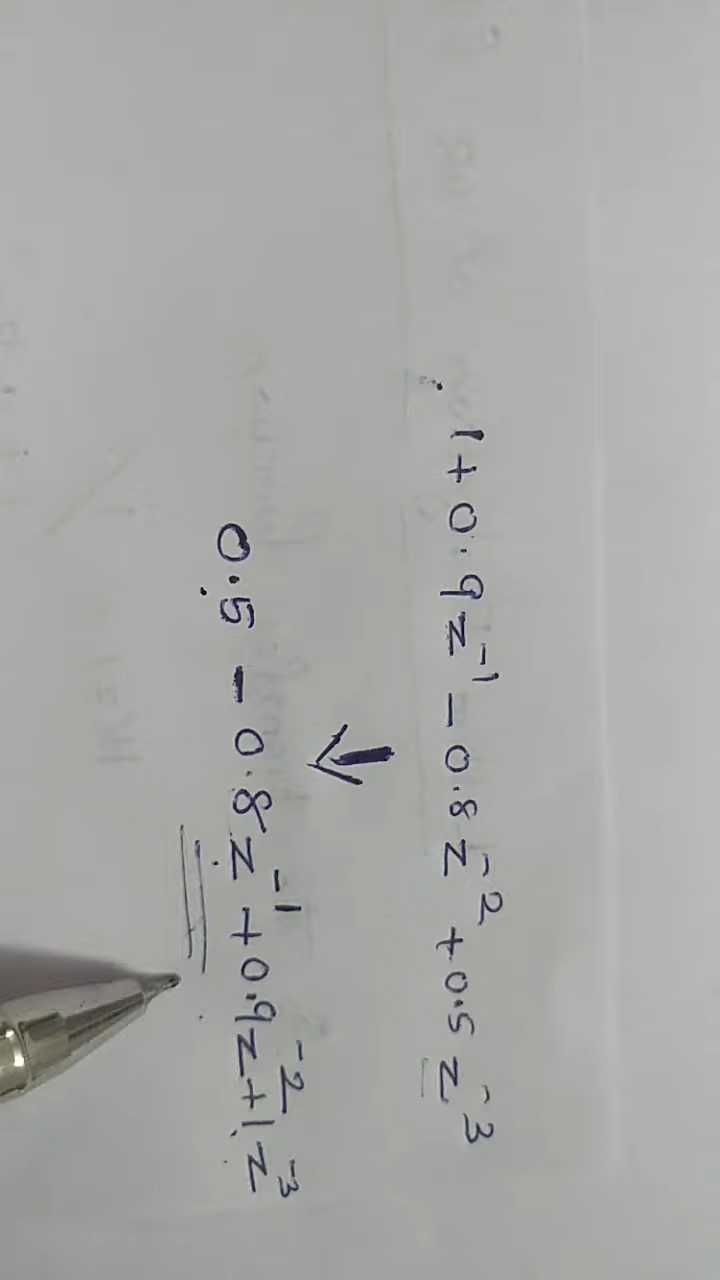 1 + 0.9z⁻¹ - 0.8z⁻² + 0.5z⁻³
↓
0.5 - 0.8z⁻¹ + 0.9z⁻² + 1z⁻³